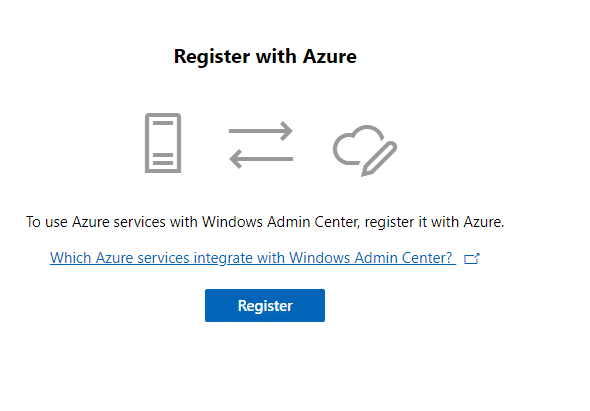 Register with Azure
To use Azure services with Windows Admin Center, register it with Azure.
Which Azure services integrate with Windows Admin Center?
Register